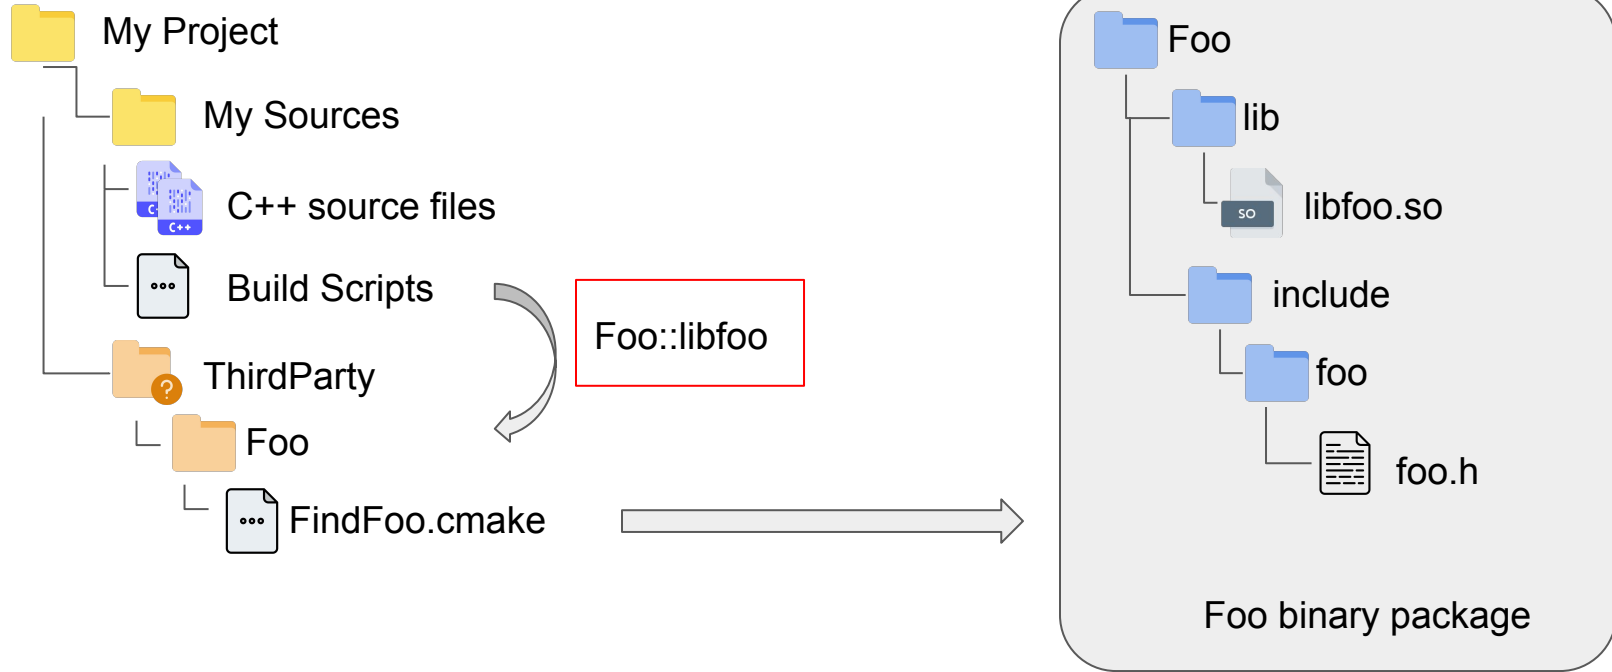 My Project
My Sources
C++ source files
C++
Build Scripts
ThirdParty
?
Foo
FindFoo.cmake
Foo::libfoo
Foo
lib
SO
libfoo.so
include
foo
foo.h
Foo binary package